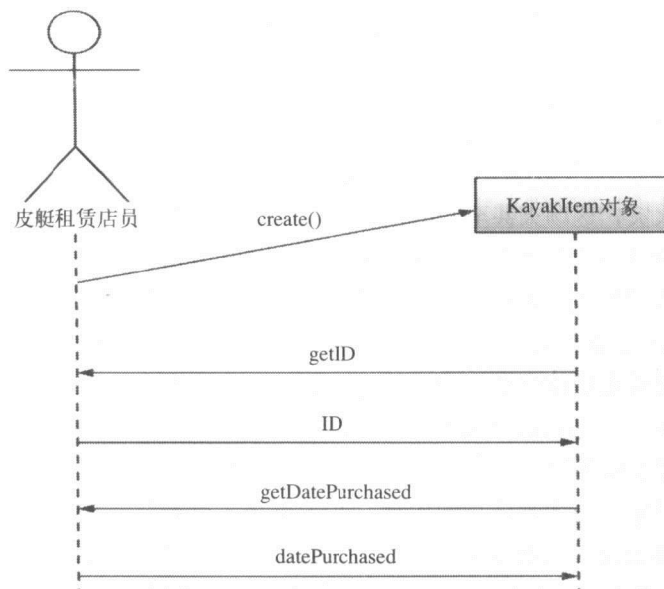 皮艇租赁店员
KayakItem对象
create()
getID
ID
getDatePurchased
datePurchased